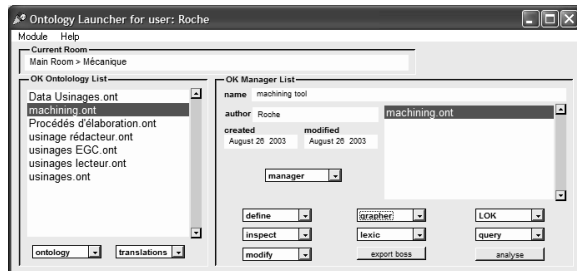 Ontology Launcher for user: Roche
Module Help
Current Room
Main Room > Mécanique
OK Ontolology List
Data Usinages.ont
machining.ont
Procédés d'élaboration.ont
usinage rédacteur.ont
usinages EGC.ont
usinages lecteur.ont
usinages.ont
ontology translations
OK Manager List
name machining tool
author Roche
created modified
August 26 2003 August 26 2003
manager
machining.ont
define grapher LOK
inspect lexic query
modify export boss analyse